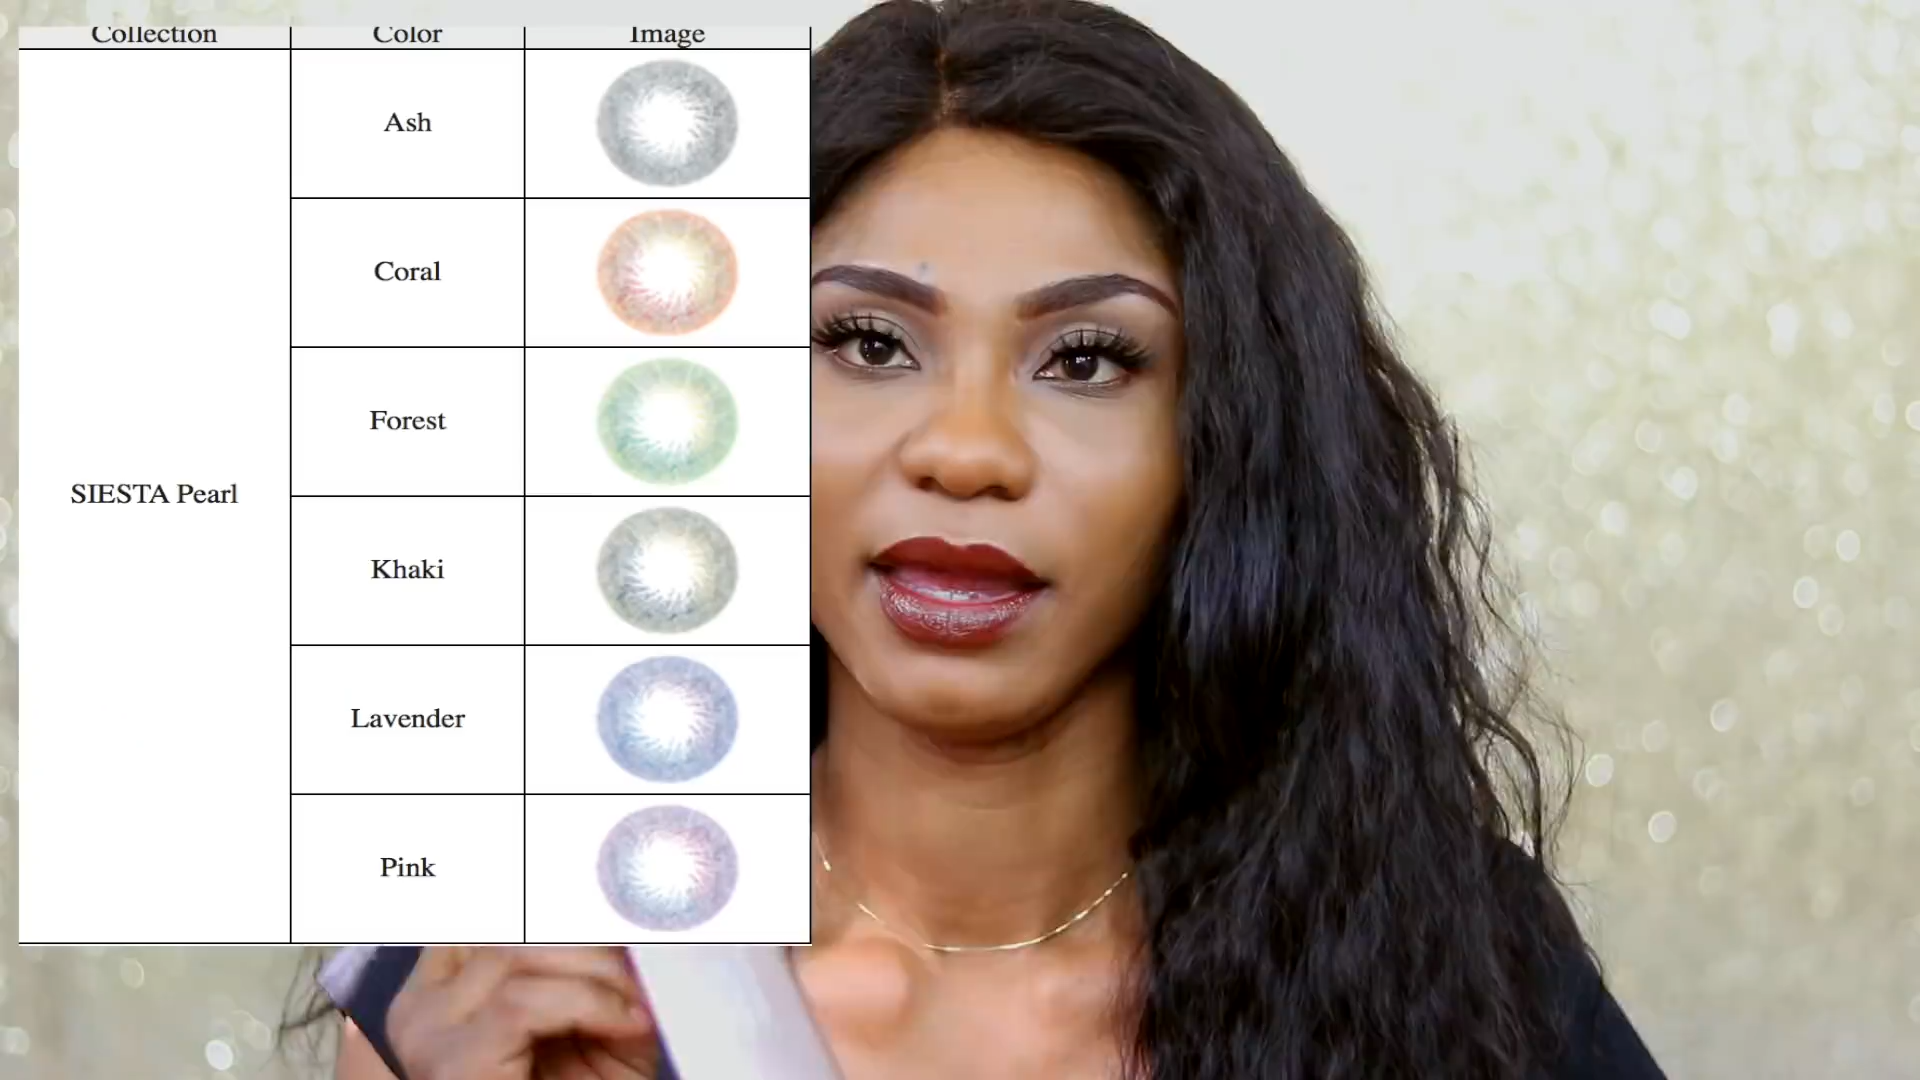 Collection Color Image
Ash
Coral
Forest
SIESTA Pearl
Khaki
Lavender
Pink